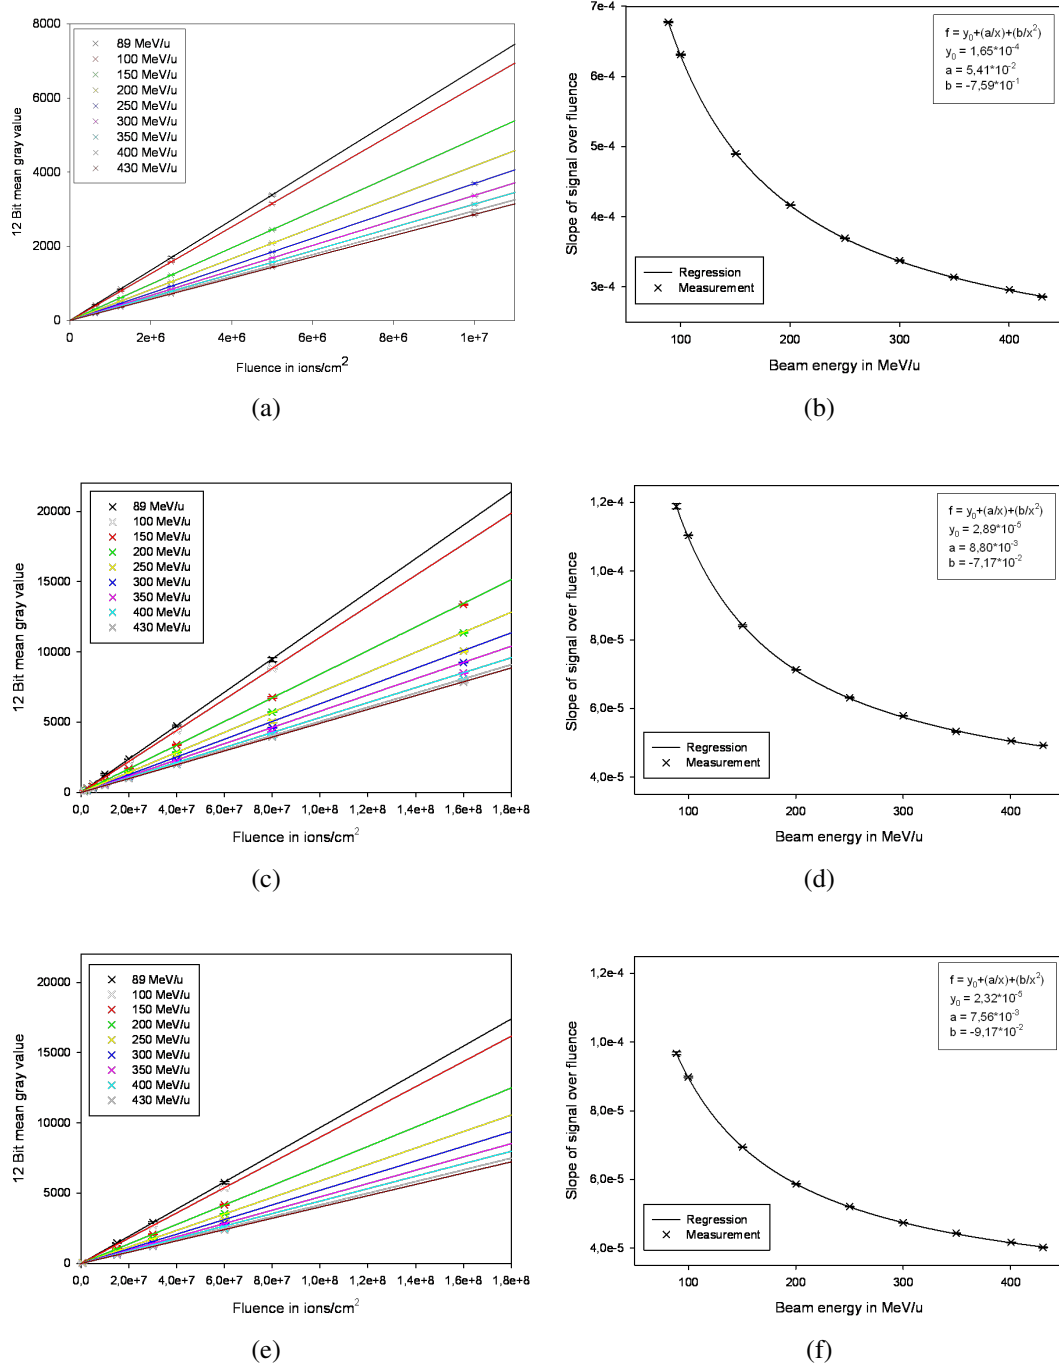 8000
6000
4000
2000
0
12 Bit mean gray value
89 MeV/u
100 MeV/u
150 MeV/u
200 MeV/u
250 MeV/u
300 MeV/u
350 MeV/u
400 MeV/u
430 MeV/u
0 2e+6 4e+6 6e+6 8e+6 1e+7
Fluence in ions/cm²
(a)
7e-4
6e-4
5e-4
4e-4
3e-4
Slope of signal over fluence
f = y₀+(a/x)+(b/x²)
y₀ = 1,65*10⁻⁴
a = 5,41*10⁻²
b = -7,59*10⁻¹
Regression
Measurement
100 200 300 400
Beam energy in MeV/u
(b)
20000
15000
10000
5000
0
12 Bit mean gray value
89 MeV/u
100 MeV/u
150 MeV/u
200 MeV/u
250 MeV/u
300 MeV/u
350 MeV/u
400 MeV/u
430 MeV/u
0,0 2,0e+7 4,0e+7 6,0e+7 8,0e+7 1,0e+8 1,2e+8 1,4e+8 1,6e+8 1,8e+8
Fluence in ions/cm²
(c)
1,2e-4
1,0e-4
8,0e-5
6,0e-5
4,0e-5
Slope of signal over fluence
f = y₀+(a/x)+(b/x²)
y₀ = 2,89*10⁻⁵
a = 8,80*10⁻³
b = -7,17*10⁻²
Regression
Measurement
100 200 300 400
Beam energy in MeV/u
(d)
20000
15000
10000
5000
0
12 Bit mean gray value
89 MeV/u
100 MeV/u
150 MeV/u
200 MeV/u
250 MeV/u
300 MeV/u
350 MeV/u
400 MeV/u
430 MeV/u
0,0 2,0e+7 4,0e+7 6,0e+7 8,0e+7 1,0e+8 1,2e+8 1,4e+8 1,6e+8 1,8e+8
Fluence in ions/cm²
(e)
1,2e-4
1,0e-4
8,0e-5
6,0e-5
4,0e-5
Slope of signal over fluence
f = y₀+(a/x)+(b/x²)
y₀ = 2,32*10⁻⁵
a = 7,56*10⁻³
b = -9,17*10⁻²
Regression
Measurement
100 200 300 400
Beam energy in MeV/u
(f)